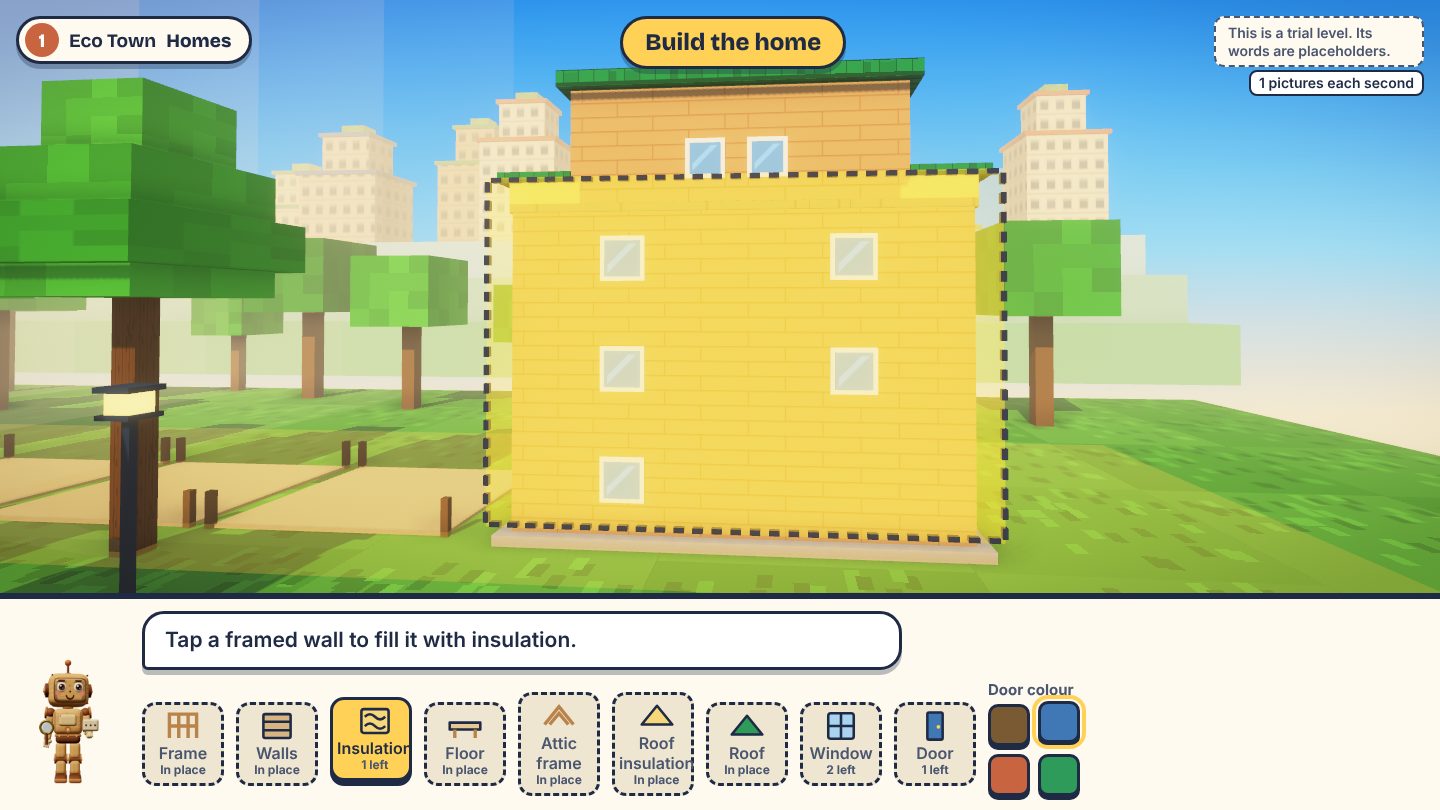 1 Eco Town Homes
Build the home
This is a trial level. Its
words are placeholders.
1 pictures each second
Tap a framed wall to fill it with insulation.
Frame
In place
Walls
In place
Insulation
1 left
Floor
In place
Attic
frame
In place
Roof
insulation
In place
Roof
In place
Window
2 left
Door
1 left
Door colour